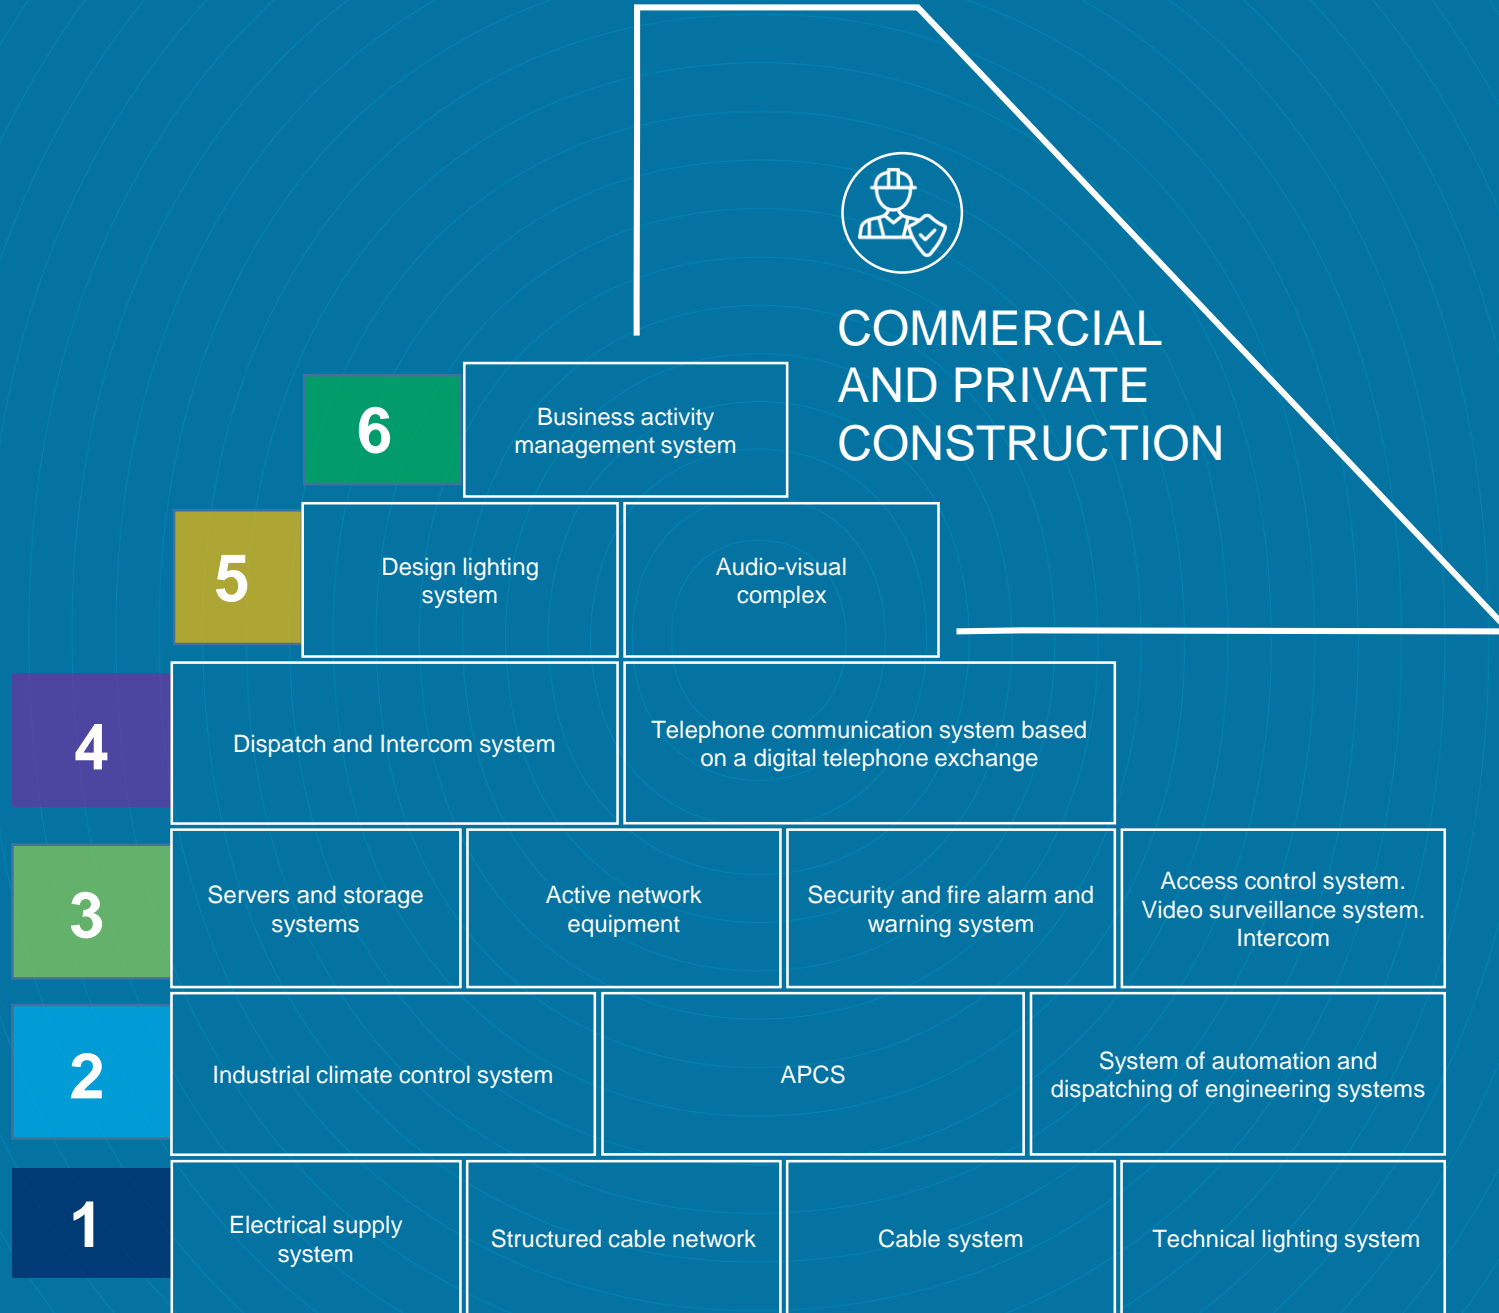 COMMERCIAL
AND PRIVATE
CONSTRUCTION
6
Business activity
management system
5
Design lighting
system
Audio-visual
complex
4
Dispatch and Intercom system
Telephone communication system based
on a digital telephone exchange
3
Servers and storage
systems
Active network
equipment
Security and fire alarm and
warning system
Access control system.
Video surveillance system.
Intercom
2
Industrial climate control system
APCS
System of automation and
dispatching of engineering systems
1
Electrical supply
system
Structured cable network
Cable system
Technical lighting system